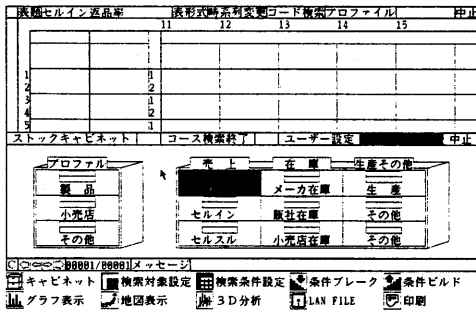 表題セルイン返品率 表形式時系列変更コード検索プロファイル 中止
11 12 13 14 15
1 1
2 2
3 1
4 2
5 1
ストックキャビネット コース検索終了 ユーザー設定 中止
プロファル 売上 在庫 生産その他
製品 メーカ在庫 生産
小売店 セルイン 販社在庫 その他
その他 セルスル 小売店在庫 その他
00001/00001 メッセージ
キャビネット 検索対象設定 検索条件設定 条件ブレーク 条件ビルド
グラフ表示 地図表示 3D分析 LAN FILE 印刷